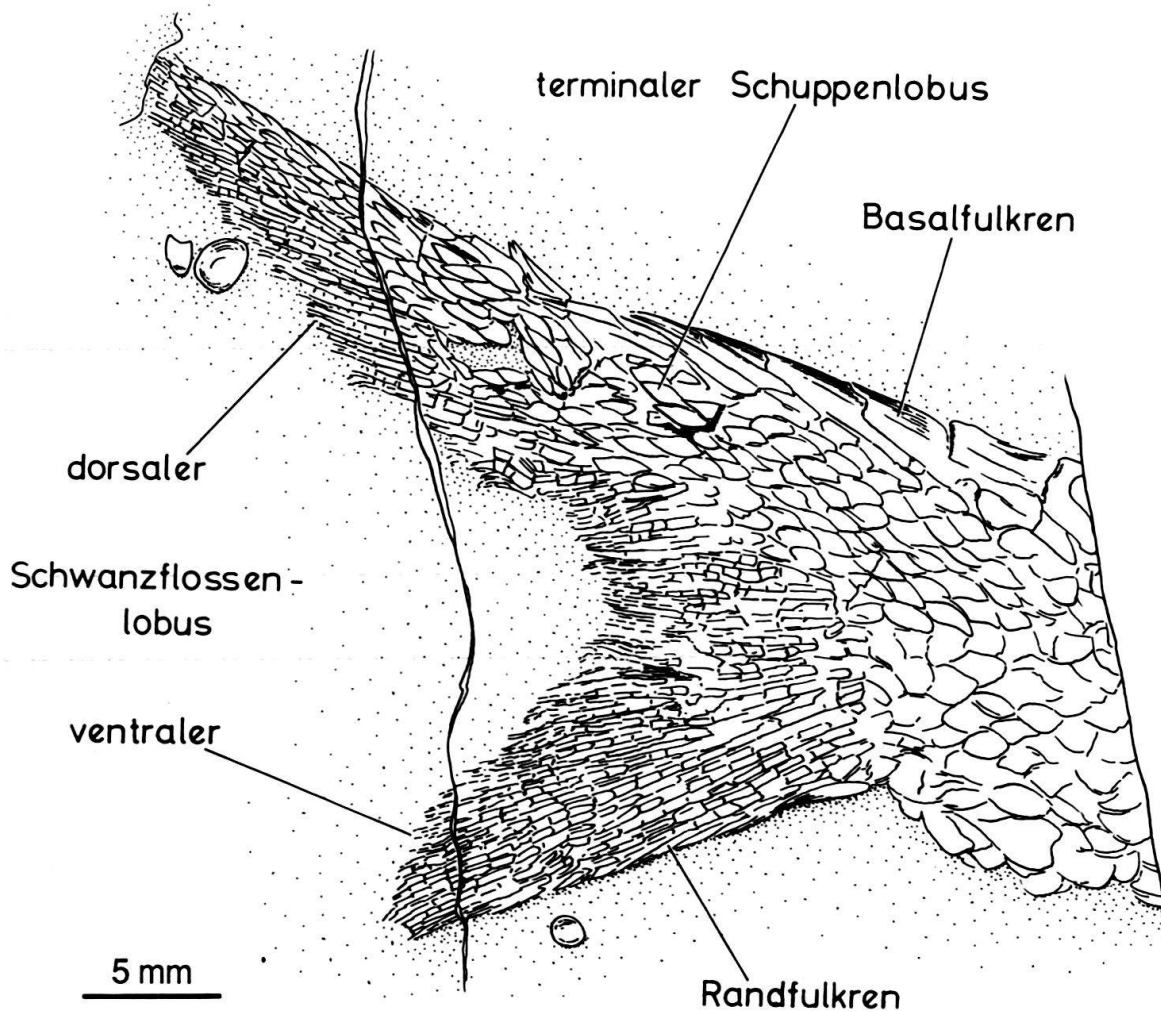 terminaler Schuppenlobus
Basalfulkren
dorsaler
Schwanzflossen-
lobus
ventraler
5 mm
Randfulkren